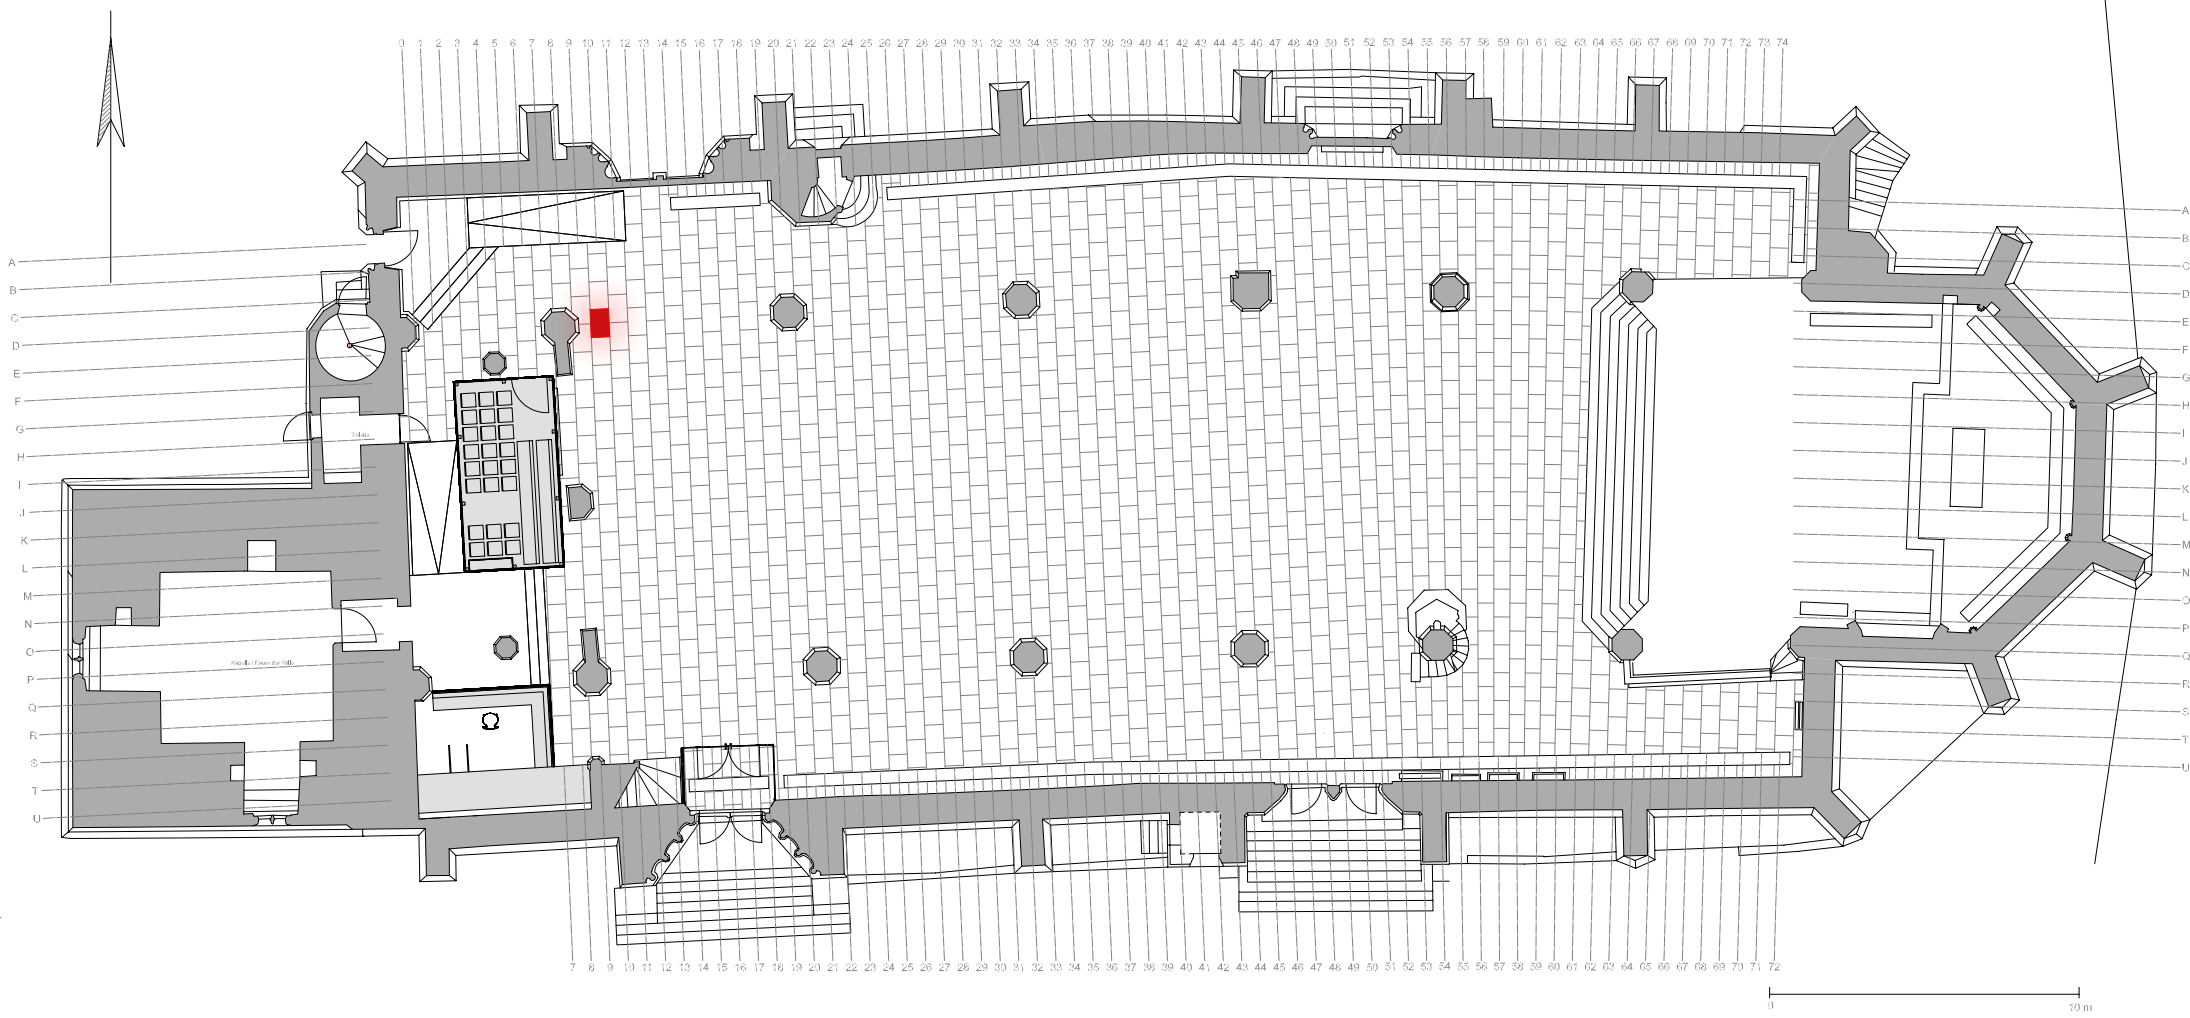 0 1 2 3 4 5 6 7 8 9 10 11 12 13 14 15 16 17 18 19 20 21 22 23 24 25 26 27 28 29 30 31 32 33 34 35 36 37 38 39 40 41 42 43 44 45 46 47 48 49 50 51 52 53 54 55 56 57 58 59 60 61 62 63 64 65 66 67 68 69 70 71 72 73 74
A
B
C
D
E
F
G
H
I
J
K
L
M
N
O
P
Q
R
S
T
U
A
B
C
D
E
F
G
H
I
J
K
L
M
N
O
P
Q
R
S
T
U
Kapelle / Raum der Stille
7 8 9 10 11 12 13 14 15 16 17 18 19 20 21 22 23 24 25 26 27 28 29 30 31 32 33 34 35 36 37 38 39 40 41 42 43 44 45 46 47 48 49 50 51 52 53 54 55 56 57 58 59 60 61 62 63 64 65 66 67 68 69 70 71 72
0 10 m